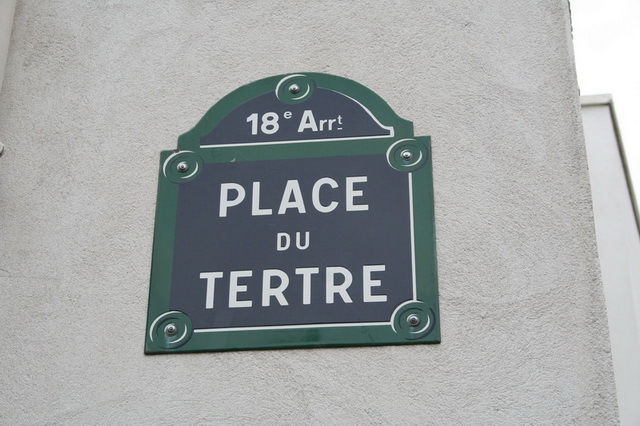 18e Arrt
PLACE
DU
TERTRE